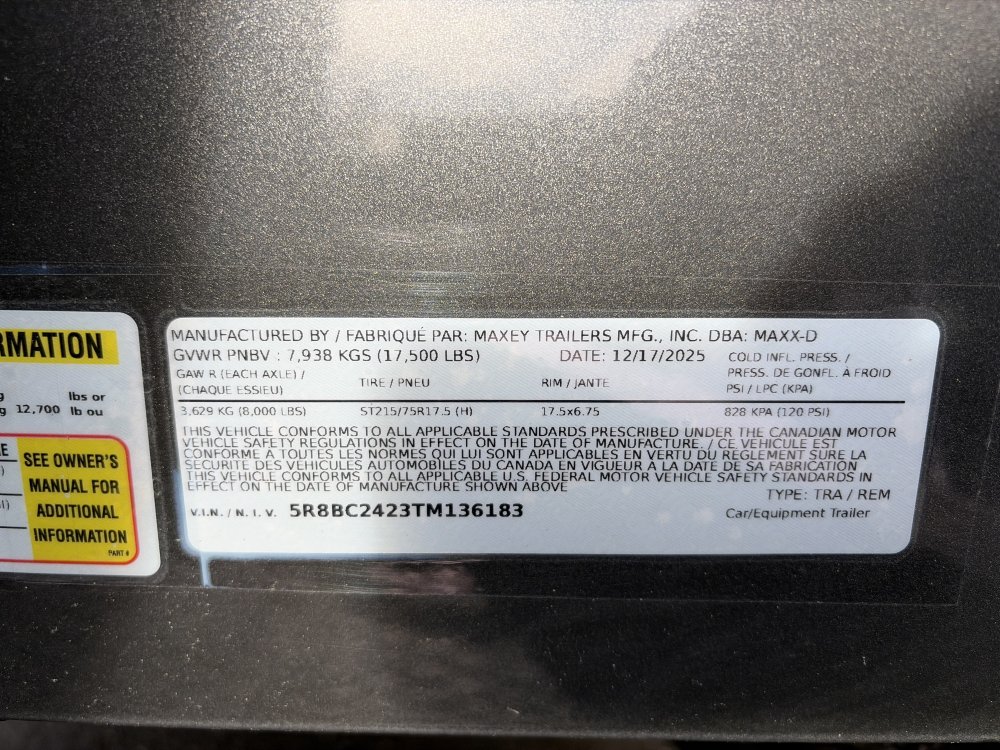 RMATION
g lbs or
g 12,700 lb ou
SEE OWNER'S
MANUAL FOR
ADDITIONAL
INFORMATION
PART #
MANUFACTURED BY / FABRIQUÉ PAR: MAXEY TRAILERS MFG., INC. DBA: MAXX-D
GVWR PNBV : 7,938 KGS (17,500 LBS) DATE: 12/17/2025
GAW R (EACH AXLE) /
(CHAQUE ESSIEU)
TIRE / PNEU
RIM / JANTE
COLD INFL. PRESS. /
PRESS. DE GONFL. À FROID
PSI / LPC (KPA)
3,629 KG (8,000 LBS) ST215/75R17.5 (H) 17.5x6.75 828 KPA (120 PSI)
THIS VEHICLE CONFORMS TO ALL APPLICABLE STANDARDS PRESCRIBED UNDER THE CANADIAN MOTOR
VEHICLE SAFETY REGULATIONS IN EFFECT ON THE DATE OF MANUFACTURE. / CE VEHICULE EST
CONFORME A TOUTES LES NORMES QUI LUI SONT APPLICABLES EN VERTU DU REGLEMENT SURE LA
SECURITE DES VEHICULES AUTOMOBILES DU CANADA EN VIGUEUR A LA DATE DE SA FABRICATION
THIS VEHICLE CONFORMS TO ALL APPLICABLE U.S. FEDERAL MOTOR VEHICLE SAFETY STANDARDS IN
EFFECT ON THE DATE OF MANUFACTURE SHOWN ABOVE
TYPE: TRA / REM
V.I.N. / N. I. V. 5R8BC2423TM136183 Car/Equipment Trailer